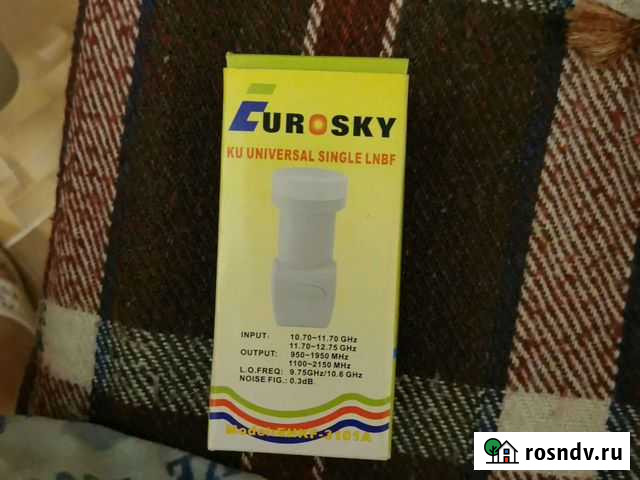 EUROSKY
KU UNIVERSAL SINGLE LNBF
INPUT: 10.70~11.70 GHz
11.70~12.75 GHz
OUTPUT: 950~1950 MHz
1100~2150 MHz
L.O.FREQ: 9.75GHz/10.6 GHz
NOISE FIG.: 0.3dB.
rosndv.ru